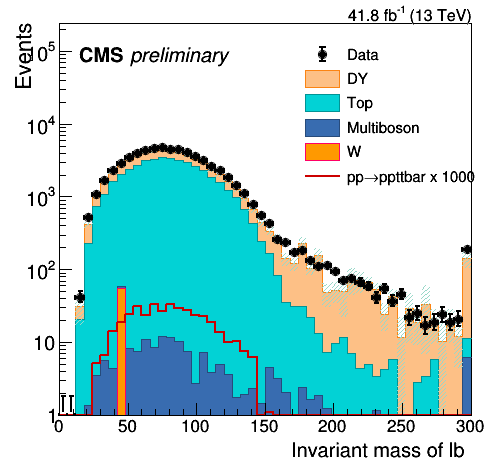 41.8 fb⁻¹ (13 TeV)
Events
CMS preliminary
Data
DY
Top
Multiboson
W
pp→ppttbar x 1000
10⁵
10⁴
10³
10²
10
1
0 50 100 150 200 250 300
Invariant mass of lb